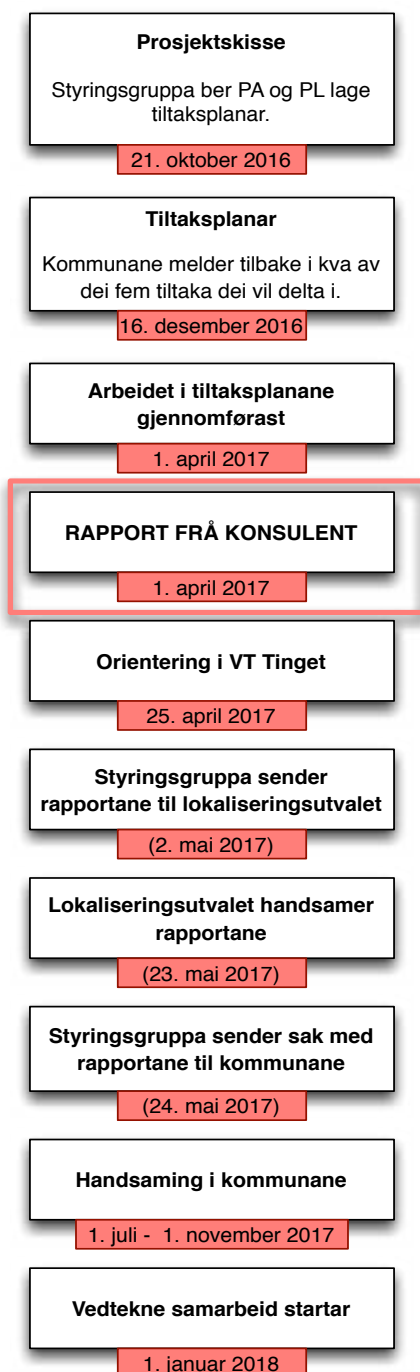 Prosjektskisse
Styringsgruppa ber PA og PL lage
tiltaksplanar.
21. oktober 2016
Tiltaksplanar
Kommunane melder tilbake i kva av
dei fem tiltaka dei vil delta i.
16. desember 2016
Arbeidet i tiltaksplanane
gjennomførast
1. april 2017
RAPPORT FRÅ KONSULENT
1. april 2017
Orientering i VT Tinget
25. april 2017
Styringsgruppa sender
rapportane til lokaliseringsutvalet
(2. mai 2017)
Lokaliseringsutvalet handsamer
rapportane
(23. mai 2017)
Styringsgruppa sender sak med
rapportane til kommunane
(24. mai 2017)
Handsaming i kommunane
1. juli -  1. november 2017
Vedtekne samarbeid startar
1. januar 2018